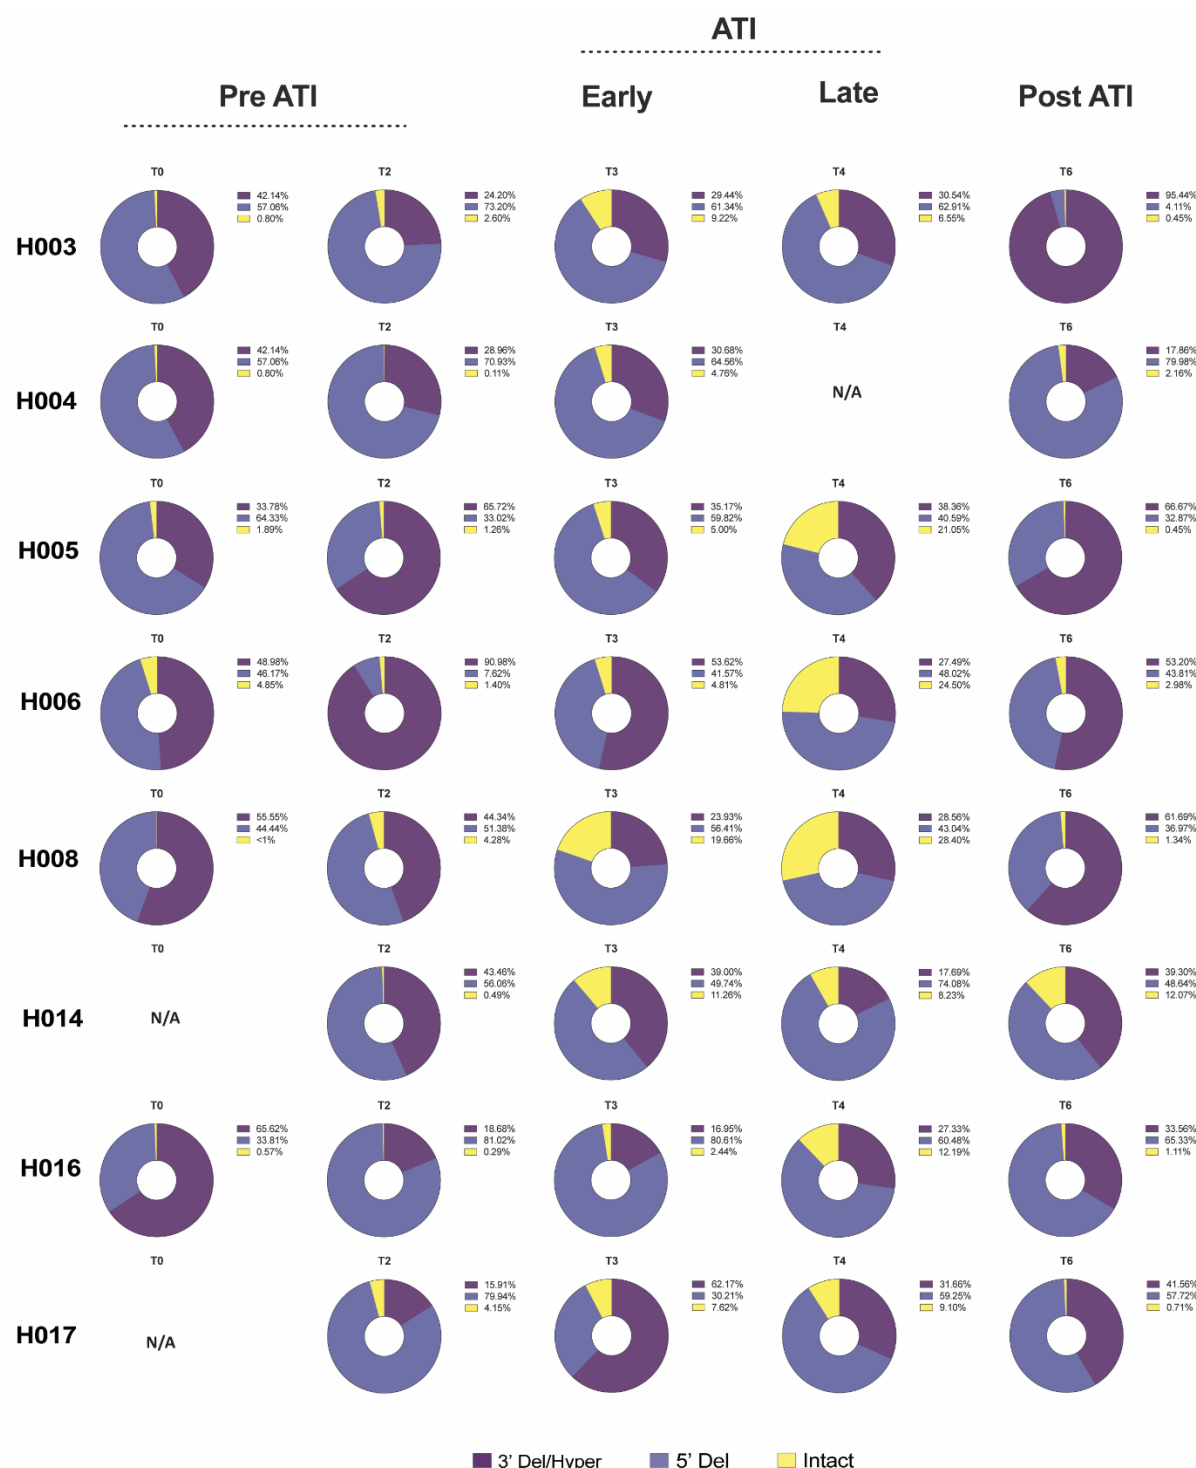 ATI
Pre ATI
Early
Late
Post ATI
H003
T0
42.14%
57.06%
0.80%
T2
24.20%
73.20%
2.60%
T3
29.44%
61.34%
9.22%
T4
30.54%
62.91%
6.55%
T6
95.44%
4.11%
0.45%
H004
T0
42.14%
57.06%
0.80%
T2
28.96%
70.93%
0.11%
T3
30.68%
64.56%
4.76%
T4
N/A
T6
17.86%
79.98%
2.16%
H005
T0
33.78%
64.33%
1.89%
T2
65.72%
33.02%
1.26%
T3
35.17%
59.82%
5.00%
T4
38.36%
40.59%
21.05%
T6
66.67%
32.87%
0.45%
H006
T0
48.98%
46.17%
4.85%
T2
90.98%
7.62%
1.40%
T3
53.62%
41.57%
4.81%
T4
27.49%
48.02%
24.50%
T6
53.20%
43.81%
2.98%
H008
T0
55.55%
44.44%
<1%
T2
44.34%
51.38%
4.28%
T3
23.93%
56.41%
19.66%
T4
28.56%
43.04%
28.40%
T6
61.69%
36.97%
1.34%
H014
T0
N/A
T2
43.46%
56.06%
0.49%
T3
39.00%
49.74%
11.26%
T4
17.69%
74.08%
8.23%
T6
39.30%
48.64%
12.07%
H016
T0
65.62%
33.81%
0.57%
T2
18.68%
81.02%
0.29%
T3
16.95%
80.61%
2.44%
T4
27.33%
60.48%
12.19%
T6
33.56%
65.33%
1.11%
H017
T0
N/A
T2
15.91%
79.94%
4.15%
T3
62.17%
30.21%
7.62%
T4
31.66%
59.25%
9.10%
T6
41.56%
57.72%
0.71%
3' Del/Hyper
5' Del
Intact